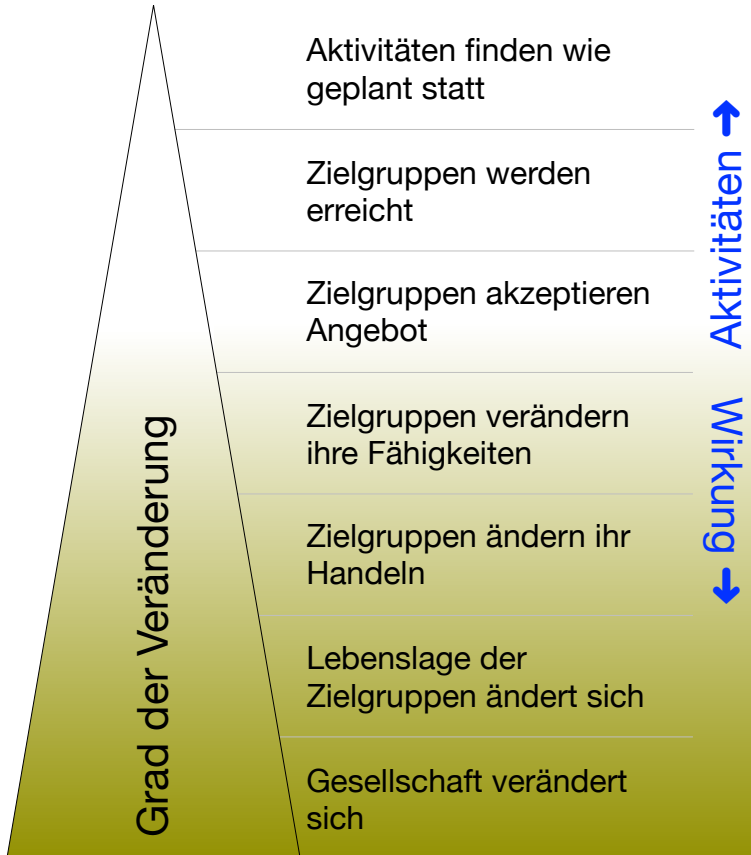 Aktivitäten finden wie
geplant statt
Zielgruppen werden
erreicht
Zielgruppen akzeptieren
Angebot
Zielgruppen verändern
ihre Fähigkeiten
Zielgruppen ändern ihr
Handeln
Lebenslage der
Zielgruppen ändert sich
Gesellschaft verändert
sich
Grad der Veränderung
Aktivitäten →
Wirkung →